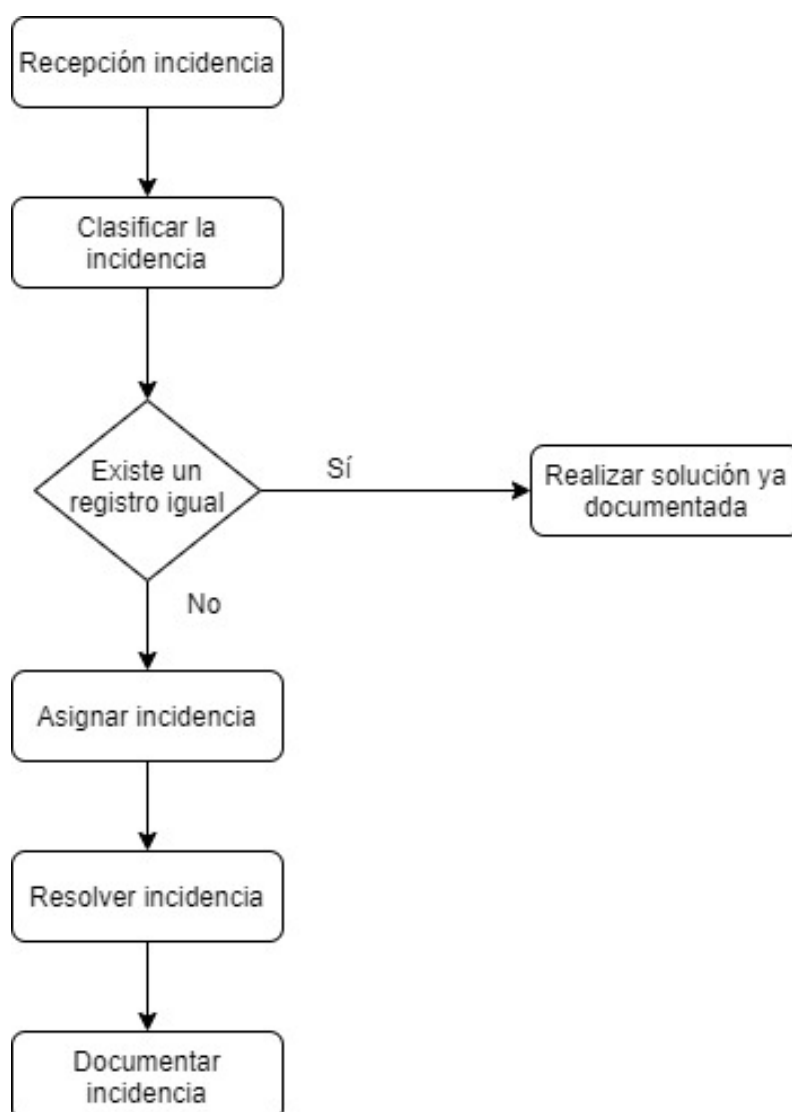 Recepción incidencia
Clasificar la
incidencia
Existe un
registro igual
Sí
Realizar solución ya
documentada
No
Asignar incidencia
Resolver incidencia
Documentar
incidencia